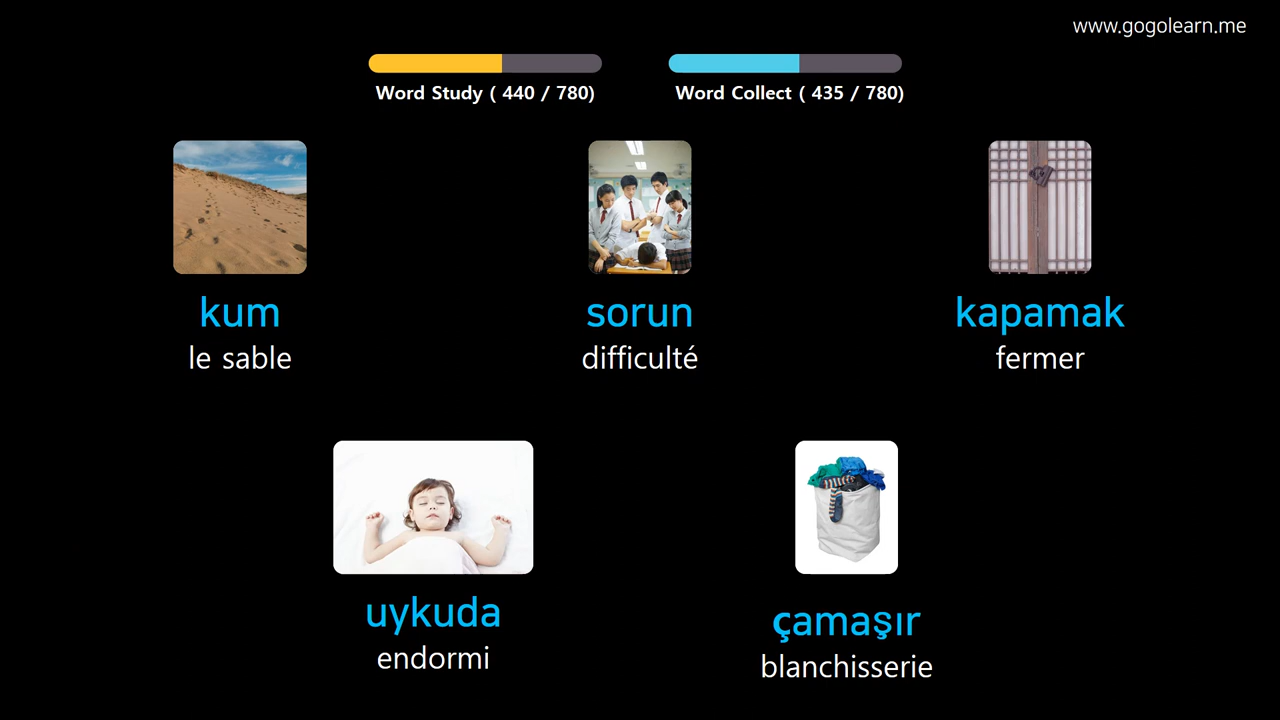 www.gogolearn.me
Word Study ( 440 / 780)
Word Collect ( 435 / 780)
kum
le sable
sorun
difficulté
kapamak
fermer
uykuda
endormi
çamaşır
blanchisserie